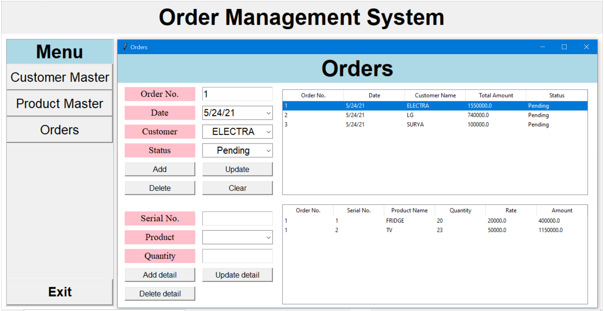 Order Management System
Menu
Customer Master
Product Master
Orders
Exit
Orders
Orders
Order No. 1
Date 5/24/21
Customer ELECTRA
Status Pending
Add Update
Delete Clear
Order No. Date Customer Name Total Amount Status
1 5/24/21 ELECTRA 1550000.0 Pending
2 5/24/21 LG 740000.0 Pending
3 5/24/21 SURYA 100000.0 Pending
Serial No.
Product
Quantity
Add detail Update detail
Delete detail
Order No. Serial No. Product Name Quantity Rate Amount
1 1 FRIDGE 20 20000.0 400000.0
1 2 TV 23 50000.0 1150000.0